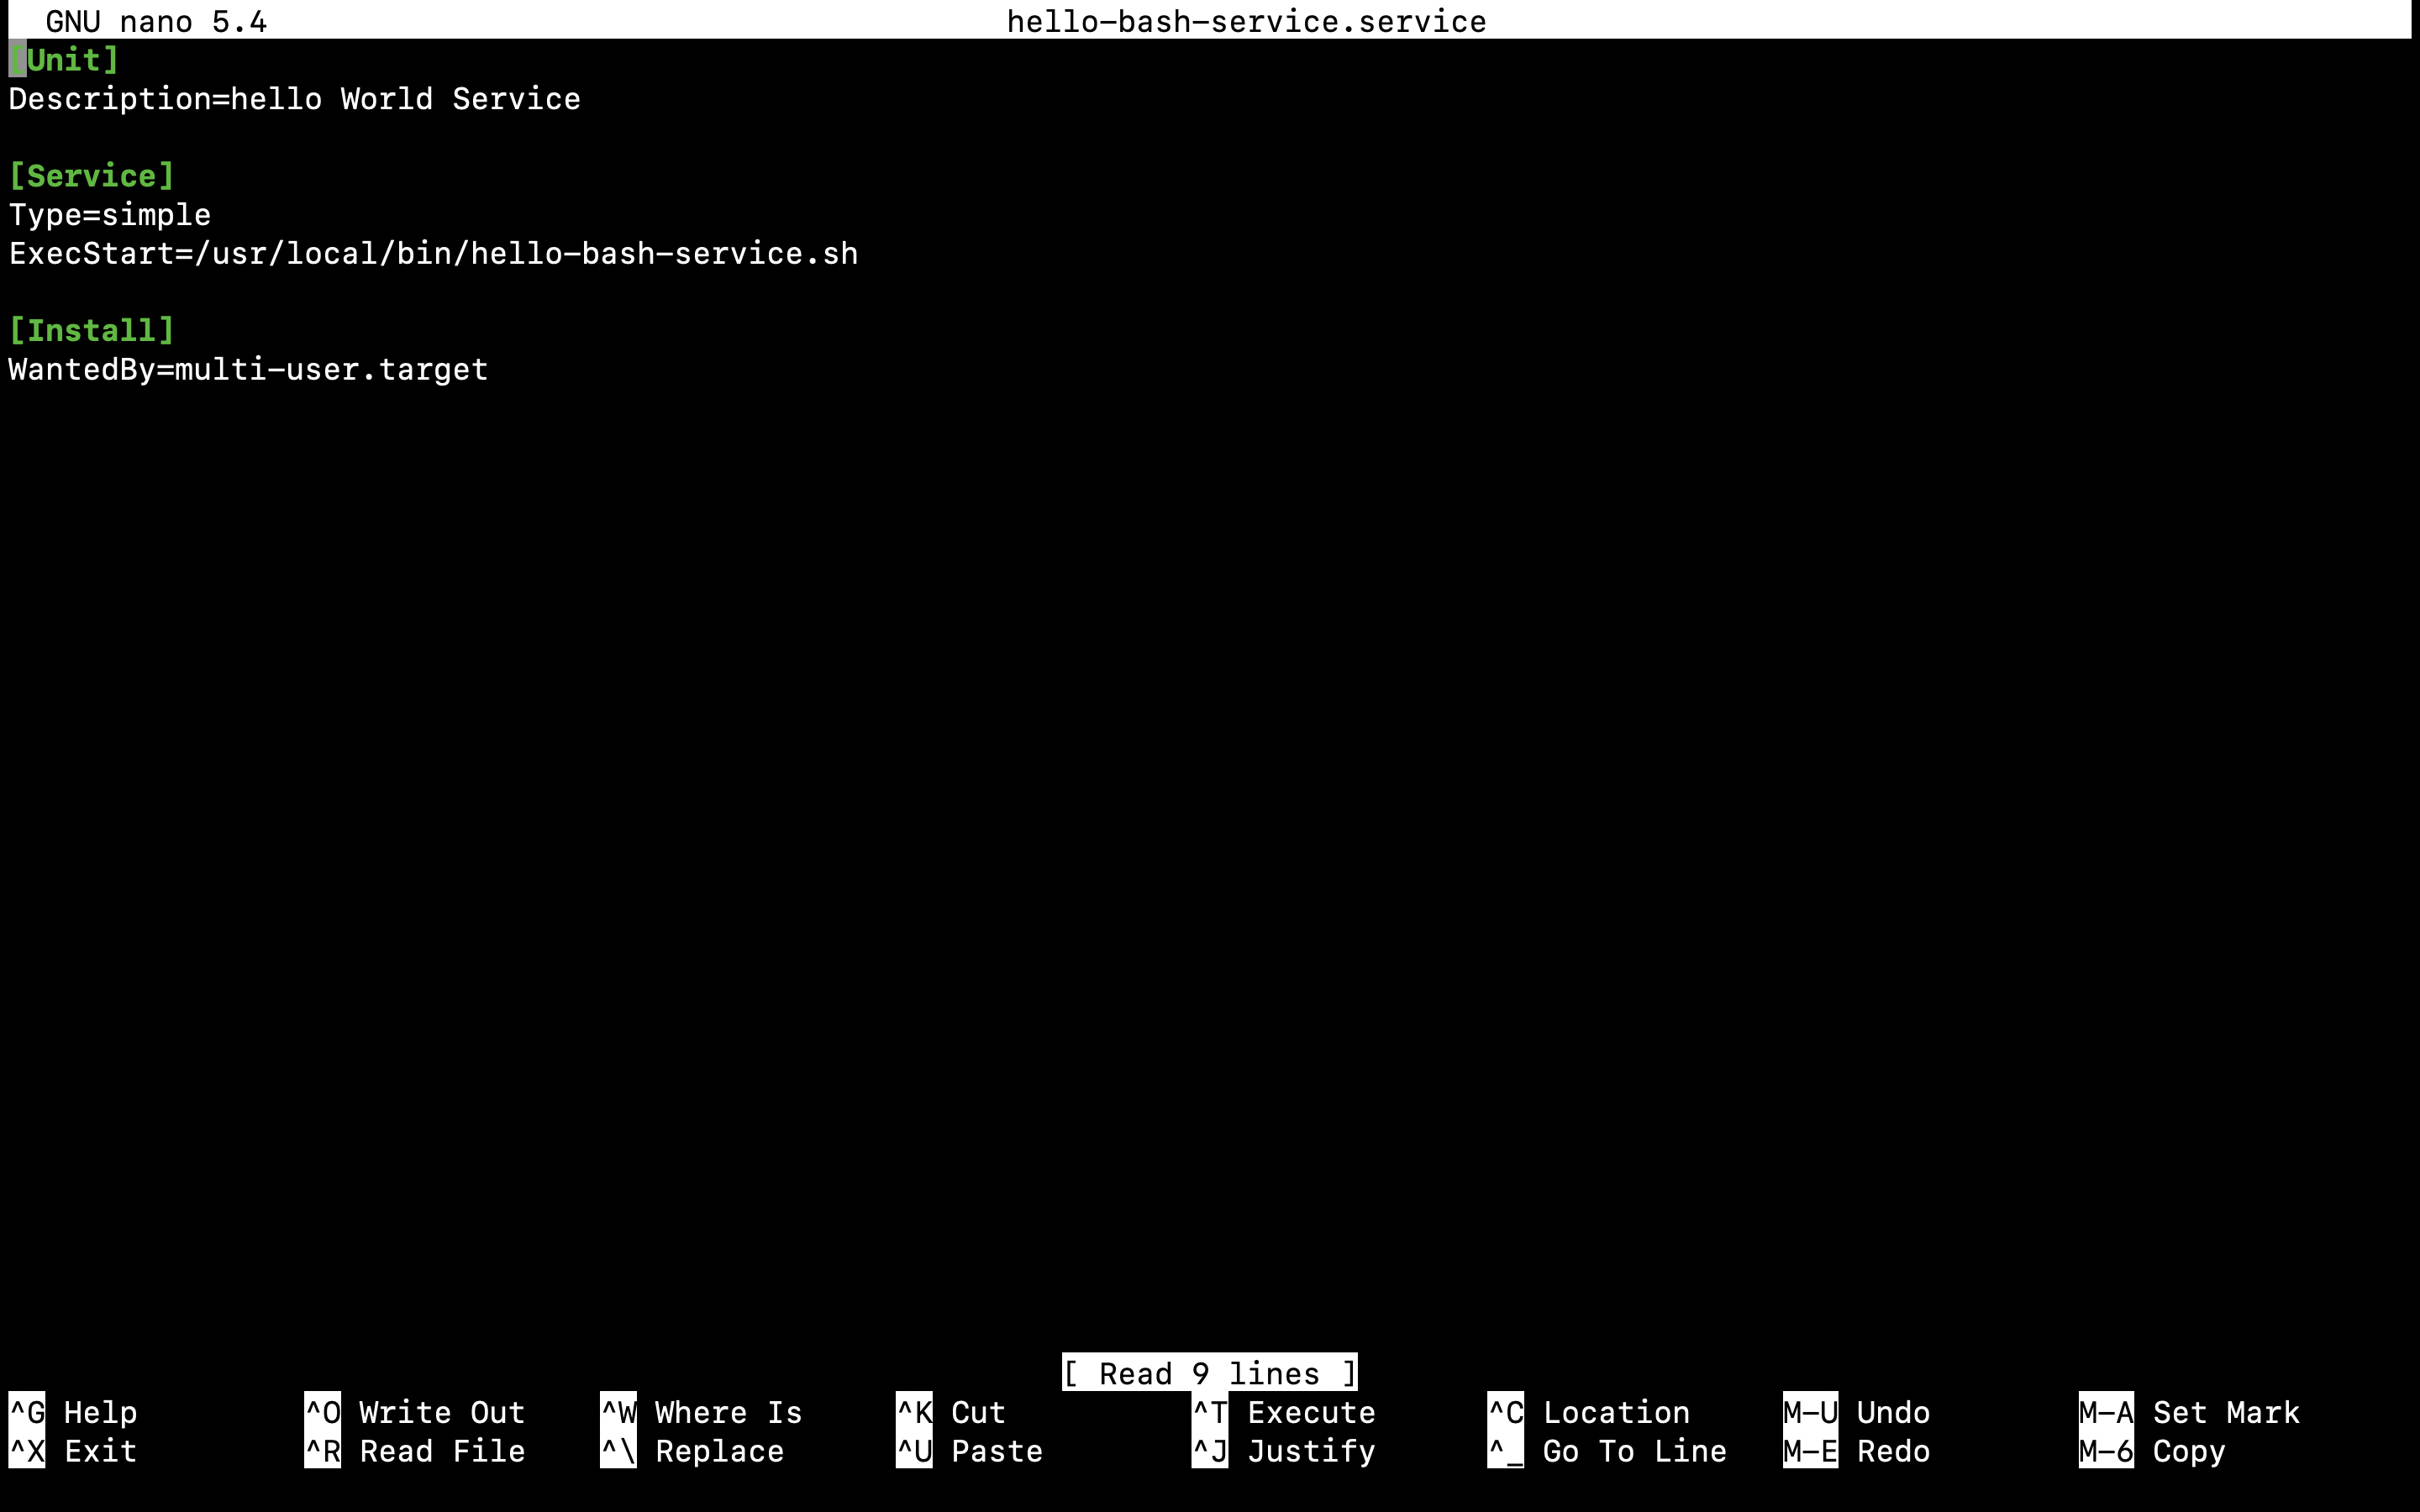 GNU nano 5.4 hello-bash-service.service
[Unit]
Description=hello World Service
[Service]
Type=simple
ExecStart=/usr/local/bin/hello-bash-service.sh
[Install]
WantedBy=multi-user.target
[ Read 9 lines ]
^G Help ^O Write Out ^W Where Is ^K Cut ^T Execute ^C Location M-U Undo M-A Set Mark
^X Exit ^R Read File ^\ Replace ^U Paste ^J Justify ^_ Go To Line M-E Redo M-6 Copy